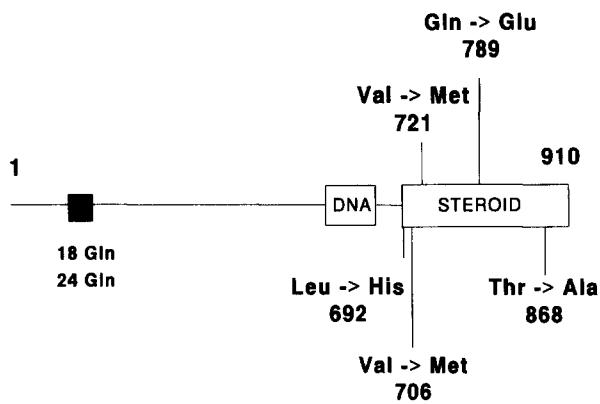 Gln -> Glu
789
Val -> Met
721
1
910
DNA
STEROID
18 Gln
24 Gln
Leu -> His
692
Thr -> Ala
868
Val -> Met
706